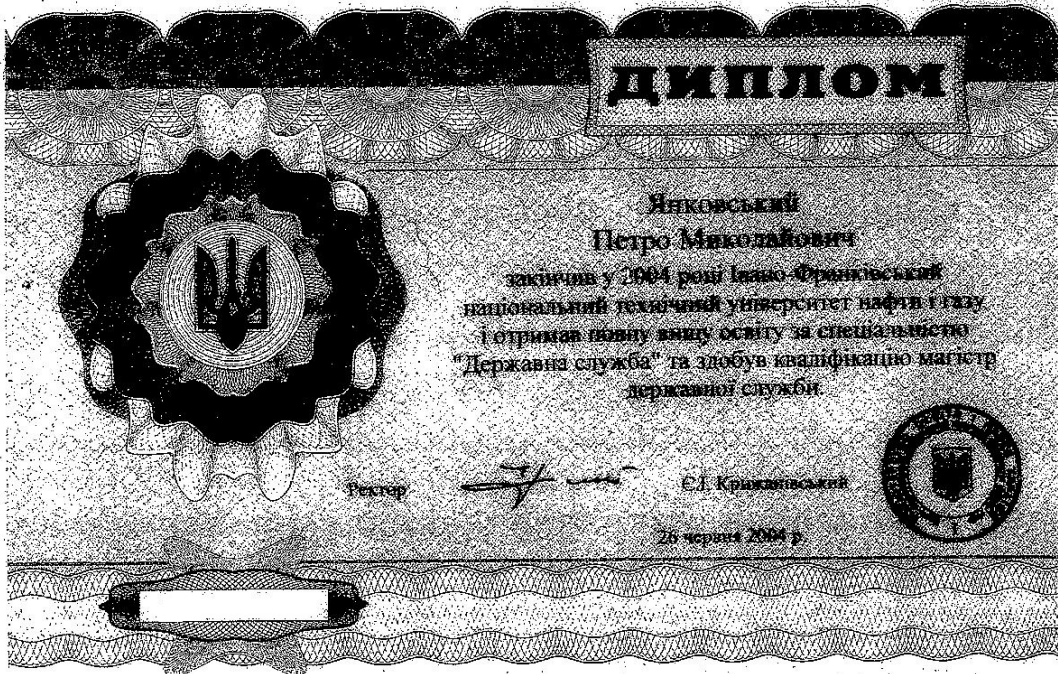 ДИПЛОМ
Янковський
Петро Миколайович
закінчив у 2004 році Івано-Франківський
національний технічний університет нафти і газу
і отримав повну вищу освіту за спеціальністю
"Державна служба" та здобув кваліфікацію магістр
державної служби.
Ректор
Є.І. Крижанівський
26 червня 2004 р.